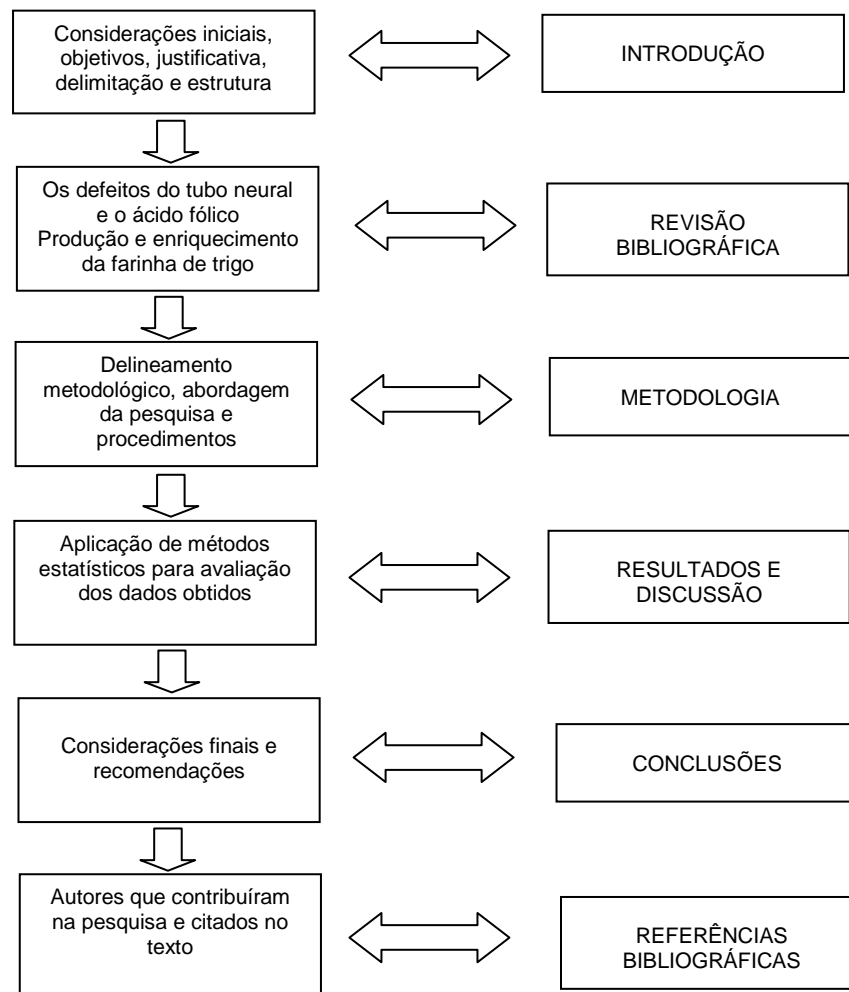 Considerações iniciais,
objetivos, justificativa,
delimitação e estrutura
INTRODUÇÃO
Os defeitos do tubo neural
e o ácido fólico
Produção e enriquecimento
da farinha de trigo
REVISÃO
BIBLIOGRÁFICA
Delineamento
metodológico, abordagem
da pesquisa e
procedimentos
METODOLOGIA
Aplicação de métodos
estatísticos para avaliação
dos dados obtidos
RESULTADOS E
DISCUSSÃO
Considerações finais e
recomendações
CONCLUSÕES
Autores que contribuíram
na pesquisa e citados no
texto
REFERÊNCIAS
BIBLIOGRÁFICAS